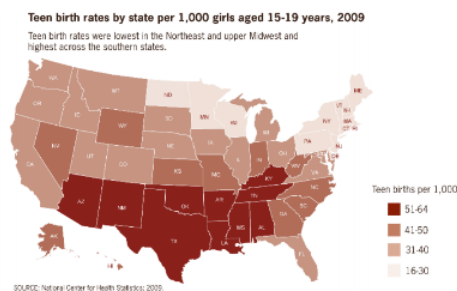 Teen birth rates by state per 1,000 girls aged 15-19 years, 2009
Teen birth rates were lowest in the Northeast and upper Midwest and
highest across the southern states.
WA
MT
ND
MN
WI
ME
OR
ID
WY
SD
MI
VT
NH
NY
MA
CT RI
NV
UT
CO
NE
IA
IL
IN
OH
PA
NJ
CA
KS
MO
KY
VA
AZ
NM
OK
AR
TN
NC
SC
TX
LA
MS
AL
GA
FL
AK
HI
Teen births per 1,000
51-64
41-50
31-40
16-30
SOURCE: National Center for Health Statistics, 2009.